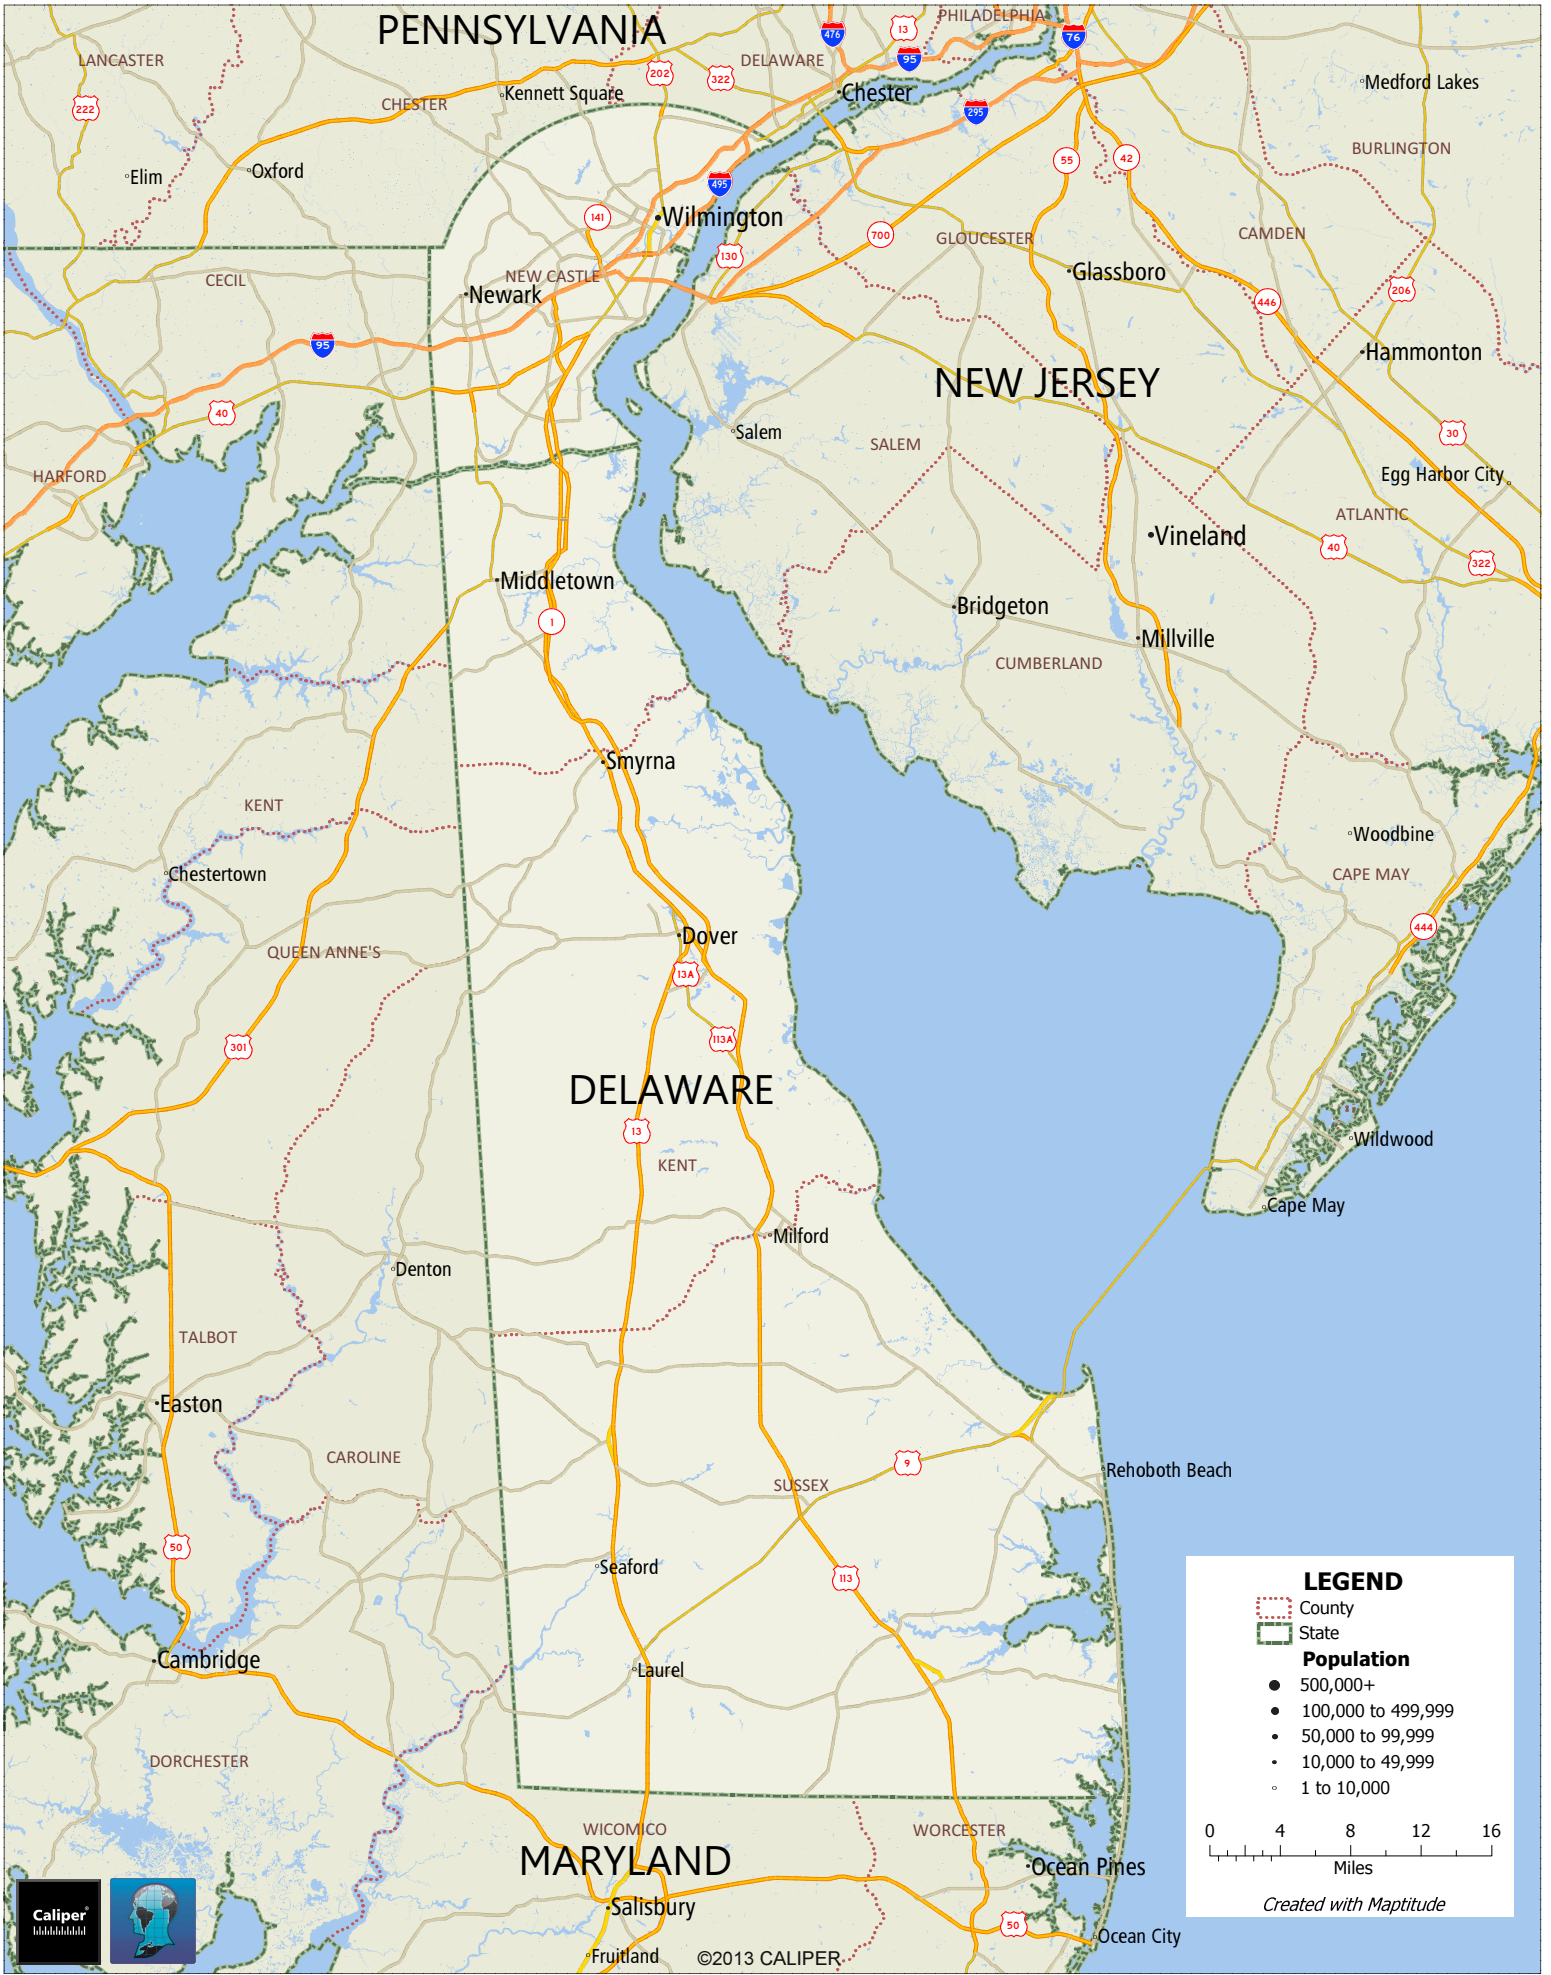 PENNSYLVANIA
PHILADELPHIA
476
13
76
LANCASTER
DELAWARE
95
202
322
Medford Lakes
222
CHESTER
Kennett Square
Chester
295
BURLINGTON
55
42
Elim
Oxford
495
141
Wilmington
700
GLOUCESTER
CAMDEN
130
CECIL
NEW CASTLE
Glassboro
Newark
446
206
95
Hammonton
NEW JERSEY
40
Salem
SALEM
30
HARFORD
Egg Harbor City
ATLANTIC
Vineland
40
322
Middletown
Bridgeton
1
Millville
CUMBERLAND
Smyrna
KENT
Woodbine
Chestertown
CAPE MAY
444
Dover
QUEEN ANNE'S
13A
301
113A
DELAWARE
13
Wildwood
KENT
Cape May
Milford
Denton
TALBOT
Easton
CAROLINE
9
Rehoboth Beach
SUSSEX
50
Seaford
113
LEGEND
County
State
Population
500,000+
100,000 to 499,999
50,000 to 99,999
10,000 to 49,999
1 to 10,000
0 4 8 12 16
Miles
Created with Maptitude
Cambridge
Laurel
DORCHESTER
WICOMICO
WORCESTER
MARYLAND
Ocean Pines
Salisbury
50
Ocean City
Fruitland
©2013 CALIPER
Caliper®